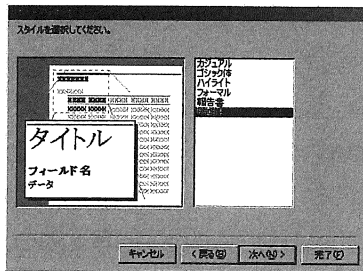 スタイルを選択してください。
カジュアル
ゴシック体
ハイライト
フォーマル
報告書
タイトル
フィールド名
データ
キャンセル
< 戻る(B)
次へ(N) >
完了(F)